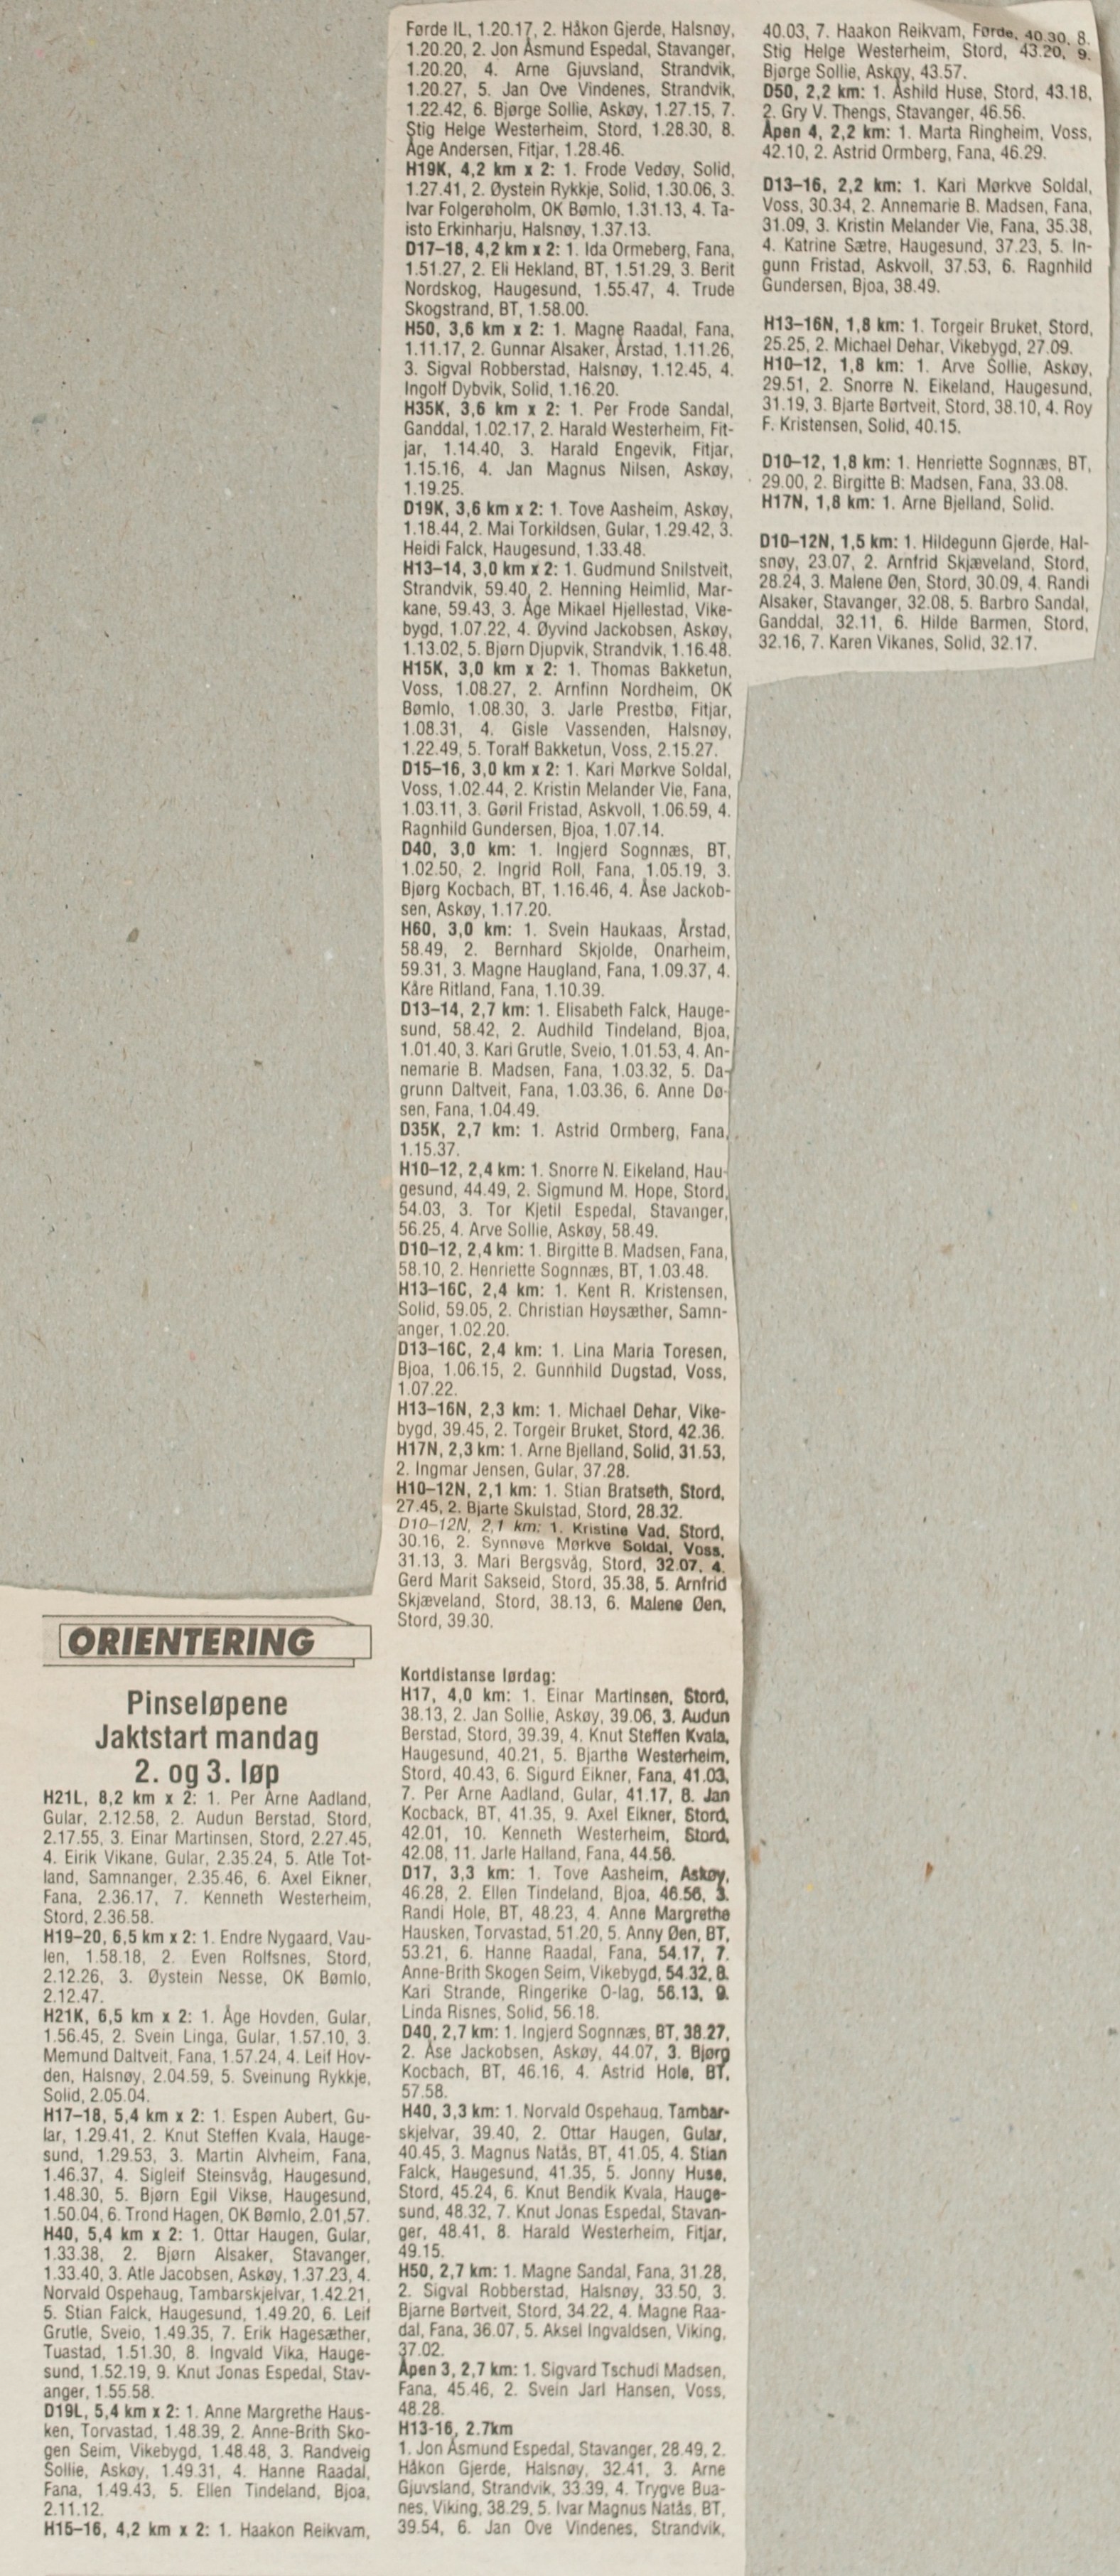 ORIENTERING
Pinseløpene
Jaktstart mandag
2. og 3. løp
H21L, 8,2 km x 2: 1. Per Arne Aadland,
Gular, 2.12.58, 2. Audun Berstad, Stord,
2.17.55, 3. Einar Martinsen, Stord, 2.27.45,
4. Eirik Vikane, Gular, 2.35.24, 5. Atle Tot-
land, Samnanger, 2.35.46, 6. Axel Eikner,
Fana, 2.36.17, 7. Kenneth Westerheim,
Stord, 2.36.58.
H19–20, 6,5 km x 2: 1. Endre Nygaard, Vau-
len, 1.58.18, 2. Even Rolfsnes, Stord,
2.12.26, 3. Øystein Nesse, OK Bømlo,
2.12.47.
H21K, 6,5 km x 2: 1. Åge Hovden, Gular,
1.56.45, 2. Svein Linga, Gular, 1.57.10, 3.
Memund Daltveit, Fana, 1.57.24, 4. Leif Hov-
den, Halsnøy, 2.04.59, 5. Sveinung Rykkje,
Solid, 2.05.04.
H17–18, 5,4 km x 2: 1. Espen Aubert, Gu-
lar, 1.29.41, 2. Knut Steffen Kvala, Hauge-
sund, 1.29.53, 3. Martin Alvheim, Fana,
1.46.37, 4. Sigleif Steinsvåg, Haugesund,
1.48.30, 5. Bjørn Egil Vikse, Haugesund,
1.50.04, 6. Trond Hagen, OK Bømlo, 2.01,57.
H40, 5,4 km x 2: 1. Ottar Haugen, Gular,
1.33.38, 2. Bjørn Alsaker, Stavanger,
1.33.40, 3. Atle Jacobsen, Askøy, 1.37.23, 4.
Norvald Ospehaug, Tambarskjelvar, 1.42.21,
5. Stian Falck, Haugesund, 1.49.20, 6. Leif
Grutle, Sveio, 1.49.35, 7. Erik Hagesæther,
Tuastad, 1.51.30, 8. Ingvald Vika, Hauge-
sund, 1.52.19, 9. Knut Jonas Espedal, Stav-
anger, 1.55.58.
D19L, 5,4 km x 2: 1. Anne Margrethe Haus-
ken, Torvastad, 1.48.39, 2. Anne-Brith Sko-
gen Seim, Vikebygd, 1.48.48, 3. Randveig
Sollie, Askøy, 1.49.31, 4. Hanne Raadal,
Fana, 1.49.43, 5. Ellen Tindeland, Bjoa,
2.11.12.
H15–16, 4,2 km x 2: 1. Haakon Reikvam,
Førde IL, 1.20.17, 2. Håkon Gjerde, Halsnøy,
1.20.20, 2. Jon Åsmund Espedal, Stavanger,
1.20.20, 4. Arne Gjuvsland, Strandvik,
1.20.27, 5. Jan Ove Vindenes, Strandvik,
1.22.42, 6. Bjørge Sollie, Askøy, 1.27.15, 7.
Stig Helge Westerheim, Stord, 1.28.30, 8.
Åge Andersen, Fitjar, 1.28.46.
H19K, 4,2 km x 2: 1. Frode Vedøy, Solid,
1.27.41, 2. Øystein Rykkje, Solid, 1.30.06, 3.
Ivar Folgerøholm, OK Bømlo, 1.31.13, 4. Ta-
isto Erkinharju, Halsnøy, 1.37.13.
D17–18, 4,2 km x 2: 1. Ida Ormeberg, Fana,
1.51.27, 2. Eli Hekland, BT, 1.51.29, 3. Berit
Nordskog, Haugesund, 1.55.47, 4. Trude
Skogstrand, BT, 1.58.00.
H50, 3,6 km x 2: 1. Magne Raadal, Fana,
1.11.17, 2. Gunnar Alsaker, Årstad, 1.11.26,
3. Sigval Robberstad, Halsnøy, 1.12.45, 4.
Ingolf Dybvik, Solid, 1.16.20.
H35K, 3,6 km x 2: 1. Per Frode Sandal,
Ganddal, 1.02.17, 2. Harald Westerheim, Fit-
jar, 1.14.40, 3. Harald Engevik, Fitjar,
1.15.16, 4. Jan Magnus Nilsen, Askøy,
1.19.25.
D19K, 3,6 km x 2: 1. Tove Aasheim, Askøy,
1.18.44, 2. Mai Torkildsen, Gular, 1.29.42, 3.
Heidi Falck, Haugesund, 1.33.48.
H13–14, 3,0 km x 2: 1. Gudmund Snilstveit,
Strandvik, 59.40, 2. Henning Heimlid, Mar-
kane, 59.43, 3. Åge Mikael Hjellestad, Vike-
bygd, 1.07.22, 4. Øyvind Jackobsen, Askøy,
1.13.02, 5. Bjørn Djupvik, Strandvik, 1.16.48.
H15K, 3,0 km x 2: 1. Thomas Bakketun,
Voss, 1.08.27, 2. Arnfinn Nordheim, OK
Bømlo, 1.08.30, 3. Jarle Prestbø, Fitjar,
1.08.31, 4. Gisle Vassenden, Halsnøy,
1.22.49, 5. Toralf Bakketun, Voss, 2.15.27.
D15–16, 3,0 km x 2: 1. Kari Mørkve Soldal,
Voss, 1.02.44, 2. Kristin Melander Vie, Fana,
1.03.11, 3. Gøril Fristad, Askvoll, 1.06.59, 4.
Ragnhild Gundersen, Bjoa, 1.07.14.
D40, 3,0 km: 1. Ingjerd Sognnæs, BT,
1.02.50, 2. Ingrid Roll, Fana, 1.05.19, 3.
Bjørg Kocbach, BT, 1.16.46, 4. Åse Jackob-
sen, Askøy, 1.17.20.
H60, 3,0 km: 1. Svein Haukaas, Årstad,
58.49, 2. Bernhard Skjolde, Onarheim,
59.31, 3. Magne Haugland, Fana, 1.09.37, 4.
Kåre Ritland, Fana, 1.10.39.
D13–14, 2,7 km: 1. Elisabeth Falck, Hauge-
sund, 58.42, 2. Audhild Tindeland, Bjoa,
1.01.40, 3. Kari Grutle, Sveio, 1.01.53, 4. An-
nemarie B. Madsen, Fana, 1.03.32, 5. Da-
grunn Daltveit, Fana, 1.03.36, 6. Anne Dø-
sen, Fana, 1.04.49.
D35K, 2,7 km: 1. Astrid Ormberg, Fana,
1.15.37.
H10–12, 2,4 km: 1. Snorre N. Eikeland, Hau-
gesund, 44.49, 2. Sigmund M. Hope, Stord,
54.03, 3. Tor Kjetil Espedal, Stavanger,
56.25, 4. Arve Sollie, Askøy, 58.49.
D10–12, 2,4 km: 1. Birgitte B. Madsen, Fana,
58.10, 2. Henriette Sognnæs, BT, 1.03.48.
H13–16C, 2,4 km: 1. Kent R. Kristensen,
Solid, 59.05, 2. Christian Høysæther, Samn-
anger, 1.02.20.
D13–16C, 2,4 km: 1. Lina Maria Toresen,
Bjoa, 1.06.15, 2. Gunnhild Dugstad, Voss,
1.07.22.
H13–16N, 2,3 km: 1. Michael Dehar, Vike-
bygd, 39.45, 2. Torgeir Bruket, Stord, 42.36.
H17N, 2,3 km: 1. Arne Bjelland, Solid, 31.53,
2. Ingmar Jensen, Gular, 37.28.
H10–12N, 2,1 km: 1. Stian Bratseth, Stord,
27.45, 2. Bjarte Skulstad, Stord, 28.32.
D10–12N, 2,1 km: 1. Kristine Vad, Stord,
30.16, 2. Synnøve Mørkve Soldal, Voss,
31.13, 3. Mari Bergsvåg, Stord, 32.07, 4.
Gerd Marit Sakseid, Stord, 35.38, 5. Arnfrid
Skjæveland, Stord, 38.13, 6. Malene Øen,
Stord, 39.30.
Kortdistanse lørdag:
H17, 4,0 km: 1. Einar Martinsen, Stord,
38.13, 2. Jan Sollie, Askøy, 39.06, 3. Audun
Berstad, Stord, 39.39, 4. Knut Steffen Kvala,
Haugesund, 40.21, 5. Bjarthe Westerheim,
Stord, 40.43, 6. Sigurd Eikner, Fana, 41.03,
7. Per Arne Aadland, Gular, 41.17, 8. Jan
Kocback, BT, 41.35, 9. Axel Eikner, Stord,
42.01, 10. Kenneth Westerheim, Stord,
42.08, 11. Jarle Halland, Fana, 44.56.
D17, 3,3 km: 1. Tove Aasheim, Askøy,
46.28, 2. Ellen Tindeland, Bjoa, 46.56, 3.
Randi Hole, BT, 48.23, 4. Anne Margrethe
Hausken, Torvastad, 51.20, 5. Anny Øen, BT,
53.21, 6. Hanne Raadal, Fana, 54.17, 7.
Anne-Brith Skogen Seim, Vikebygd, 54.32, 8.
Kari Strande, Ringerike O-lag, 56.13, 9.
Linda Risnes, Solid, 56.18.
D40, 2,7 km: 1. Ingjerd Sognnæs, BT, 38.27,
2. Åse Jackobsen, Askøy, 44.07, 3. Bjørg
Kocbach, BT, 46.16, 4. Astrid Hole, BT,
57.58.
H40, 3,3 km: 1. Norvald Ospehaug, Tambar-
skjelvar, 39.40, 2. Ottar Haugen, Gular,
40.45, 3. Magnus Natås, BT, 41.05, 4. Stian
Falck, Haugesund, 41.35, 5. Jonny Huse,
Stord, 45.24, 6. Knut Bendik Kvala, Hauge-
sund, 48.32, 7. Knut Jonas Espedal, Stavan-
ger, 48.41, 8. Harald Westerheim, Fitjar,
49.15.
H50, 2,7 km: 1. Magne Sandal, Fana, 31.28,
2. Sigval Robberstad, Halsnøy, 33.50, 3.
Bjarne Børtveit, Stord, 34.22, 4. Magne Raa-
dal, Fana, 36.07, 5. Aksel Ingvaldsen, Viking,
37.02.
Åpen 3, 2,7 km: 1. Sigvard Tschudi Madsen,
Fana, 45.46, 2. Svein Jarl Hansen, Voss,
48.28.
H13-16, 2.7km
1. Jon Åsmund Espedal, Stavanger, 28.49, 2.
Håkon Gjerde, Halsnøy, 32.41, 3. Arne
Gjuvsland, Strandvik, 33.39, 4. Trygve Bua-
nes, Viking, 38.29, 5. Ivar Magnus Natås, BT,
39.54, 6. Jan Ove Vindenes, Strandvik,
40.03, 7. Haakon Reikvam, Førde, 40.30, 8.
Stig Helge Westerheim, Stord, 43.20, 9.
Bjørge Sollie, Askøy, 43.57.
D50, 2,2 km: 1. Åshild Huse, Stord, 43.18,
2. Gry V. Thengs, Stavanger, 46.56.
Åpen 4, 2,2 km: 1. Marta Ringheim, Voss,
42.10, 2. Astrid Ormberg, Fana, 46.29.
D13–16, 2,2 km: 1. Kari Mørkve Soldal,
Voss, 30.34, 2. Annemarie B. Madsen, Fana,
31.09, 3. Kristin Melander Vie, Fana, 35.38,
4. Katrine Sætre, Haugesund, 37.23, 5. In-
gunn Fristad, Askvoll, 37.53, 6. Ragnhild
Gundersen, Bjoa, 38.49.
H13–16N, 1,8 km: 1. Torgeir Bruket, Stord,
25.25, 2. Michael Dehar, Vikebygd, 27.09.
H10–12, 1,8 km: 1. Arve Sollie, Askøy,
29.51, 2. Snorre N. Eikeland, Haugesund,
31.19, 3. Bjarte Børtveit, Stord, 38.10, 4. Roy
F. Kristensen, Solid, 40.15.
D10–12, 1,8 km: 1. Henriette Sognnæs, BT,
29.00, 2. Birgitte B: Madsen, Fana, 33.08.
H17N, 1,8 km: 1. Arne Bjelland, Solid.
D10–12N, 1,5 km: 1. Hildegunn Gjerde, Hal-
snøy, 23.07, 2. Arnfrid Skjæveland, Stord,
28.24, 3. Malene Øen, Stord, 30.09, 4. Randi
Alsaker, Stavanger, 32.08, 5. Barbro Sandal,
Ganddal, 32.11, 6. Hilde Barmen, Stord,
32.16, 7. Karen Vikanes, Solid, 32.17.